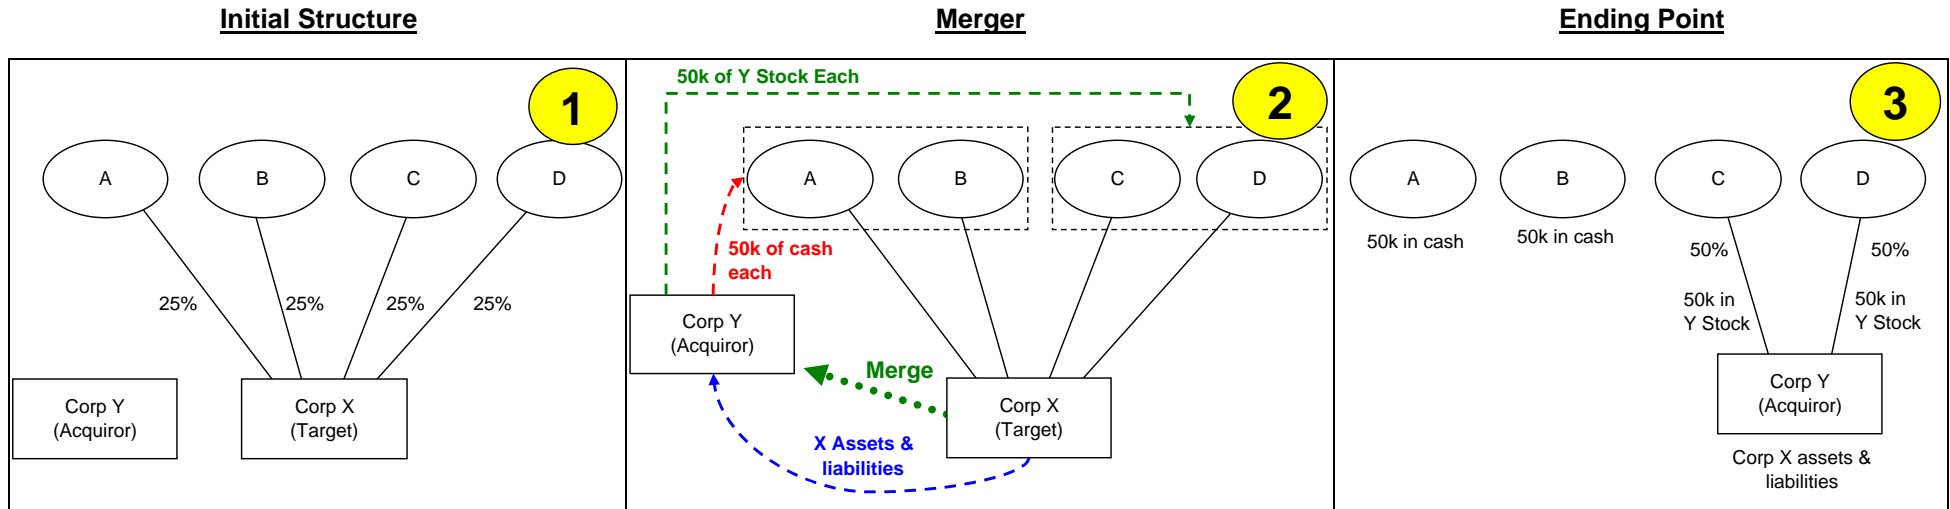 Initial Structure
Merger
Ending Point
1
A
B
C
D
25%
25%
25%
25%
Corp Y
(Acquiror)
Corp X
(Target)
50k of Y Stock Each
2
A
B
C
D
50k of cash
each
Corp Y
(Acquiror)
Merge
Corp X
(Target)
X Assets &
liabilities
3
A
B
C
D
50k in cash
50k in cash
50%
50%
50k in
Y Stock
50k in
Y Stock
Corp Y
(Acquiror)
Corp X assets &
liabilities